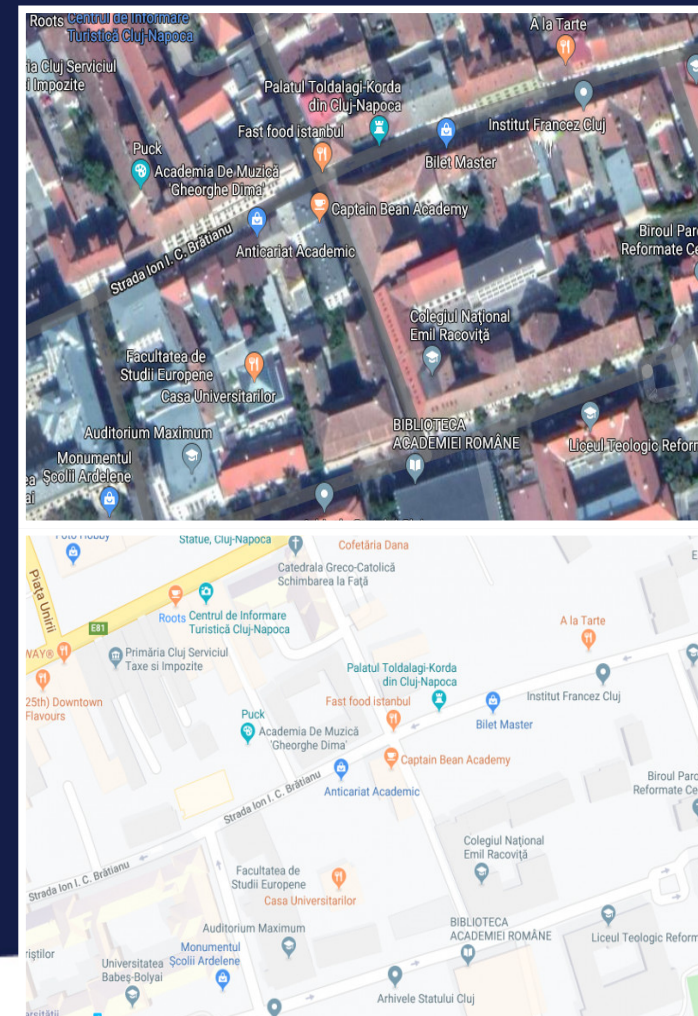 Roots
Centrul de Informare
Turistică Cluj-Napoca
A la Tarte
ia Cluj Serviciul
i Impozite
Palatul Toldalagi-Korda
din Cluj-Napoca
Institut Francez Cluj
Fast food istanbul
Puck
Bilet Master
Academia De Muzică
'Gheorghe Dima'
Captain Bean Academy
Biroul Paro
Reformate Ce
Anticariat Academic
Strada Ion I. C. Brătianu
Colegiul Național
Emil Racoviță
Facultatea de
Studii Europene
Casa Universitarilor
Auditorium Maximum
BIBLIOTECA
ACADEMIEI ROMÂNE
Liceul Teologic Reform
Monumentul
Școlii Ardelene
ea
ai
Foto Hobby
Statue, Cluj-Napoca
Cofetăria Dana
Catedrala Greco-Catolică
Schimbarea la Față
Piața Unirii
Roots
Centrul de Informare
Turistică Cluj-Napoca
E81
A la Tarte
WAY®
Primăria Cluj Serviciul
Taxe si Impozite
Palatul Toldalagi-Korda
din Cluj-Napoca
25th) Downtown
Flavours
Fast food istanbul
Institut Francez Cluj
Puck
Bilet Master
Academia De Muzică
'Gheorghe Dima'
Captain Bean Academy
Anticariat Academic
Biroul Paro
Reformate Ce
Strada Ion I. C. Brătianu
Colegiul Național
Emil Racoviță
Strada Ion I. C. Brătianu
Facultatea de
Studii Europene
Casa Universitarilor
Auditorium Maximum
BIBLIOTECA
ACADEMIEI ROMÂNE
Liceul Teologic Reform
Monumentul
Școlii Ardelene
riștilor
Universitatea
Babeș-Bolyai
Arhivele Statului Cluj
ersității